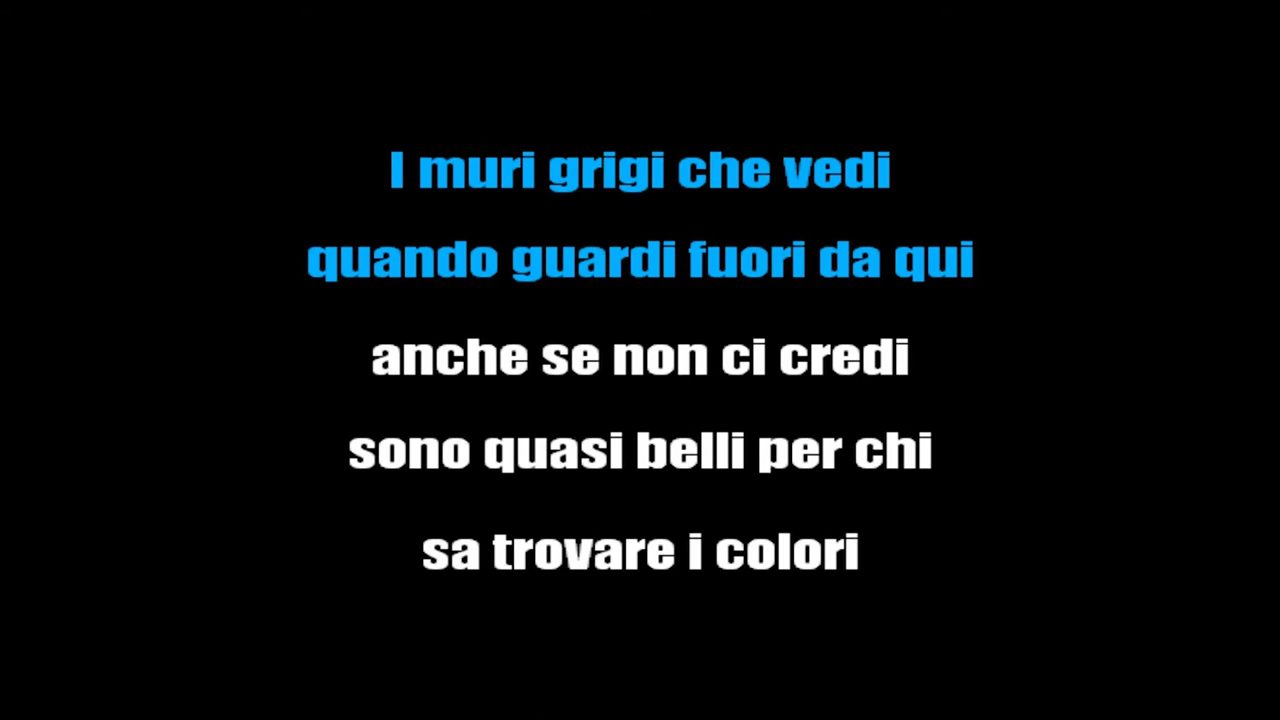 I muri grigi che vedi
quando guardi fuori da qui
anche se non ci credi
sono quasi belli per chi
sa trovare i colori